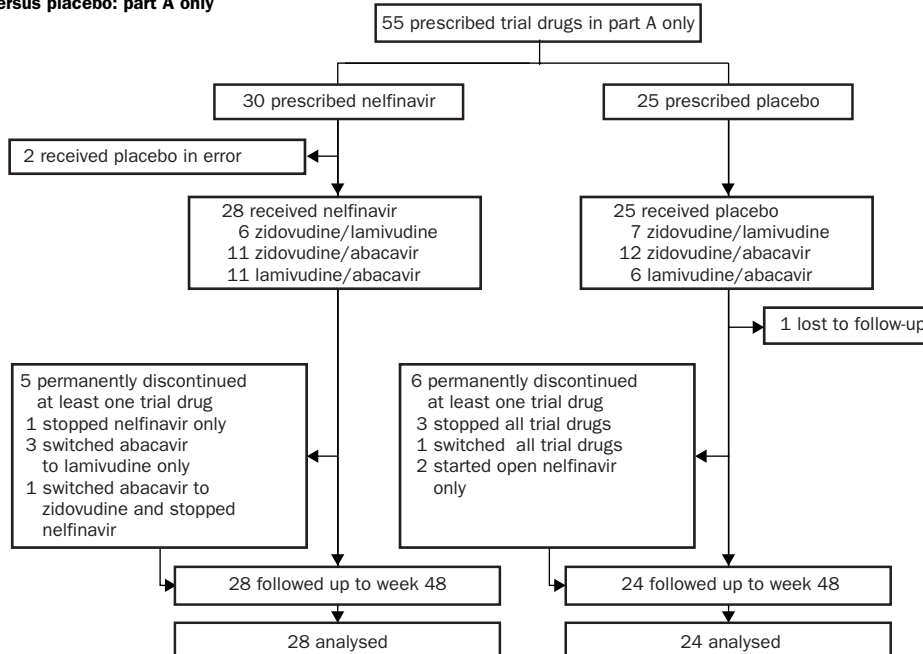 ersus placebo: part A only
55 prescribed trial drugs in part A only
30 prescribed nelfinavir
25 prescribed placebo
2 received placebo in error
28 received nelfinavir
6 zidovudine/lamivudine
11 zidovudine/abacavir
11 lamivudine/abacavir
25 received placebo
7 zidovudine/lamivudine
12 zidovudine/abacavir
6 lamivudine/abacavir
1 lost to follow-up
5 permanently discontinued
at least one trial drug
1 stopped nelfinavir only
3 switched abacavir
to lamivudine only
1 switched abacavir to
zidovudine and stopped
nelfinavir
6 permanently discontinued
at least one trial drug
3 stopped all trial drugs
1 switched all trial drugs
2 started open nelfinavir
only
28 followed up to week 48
24 followed up to week 48
28 analysed
24 analysed